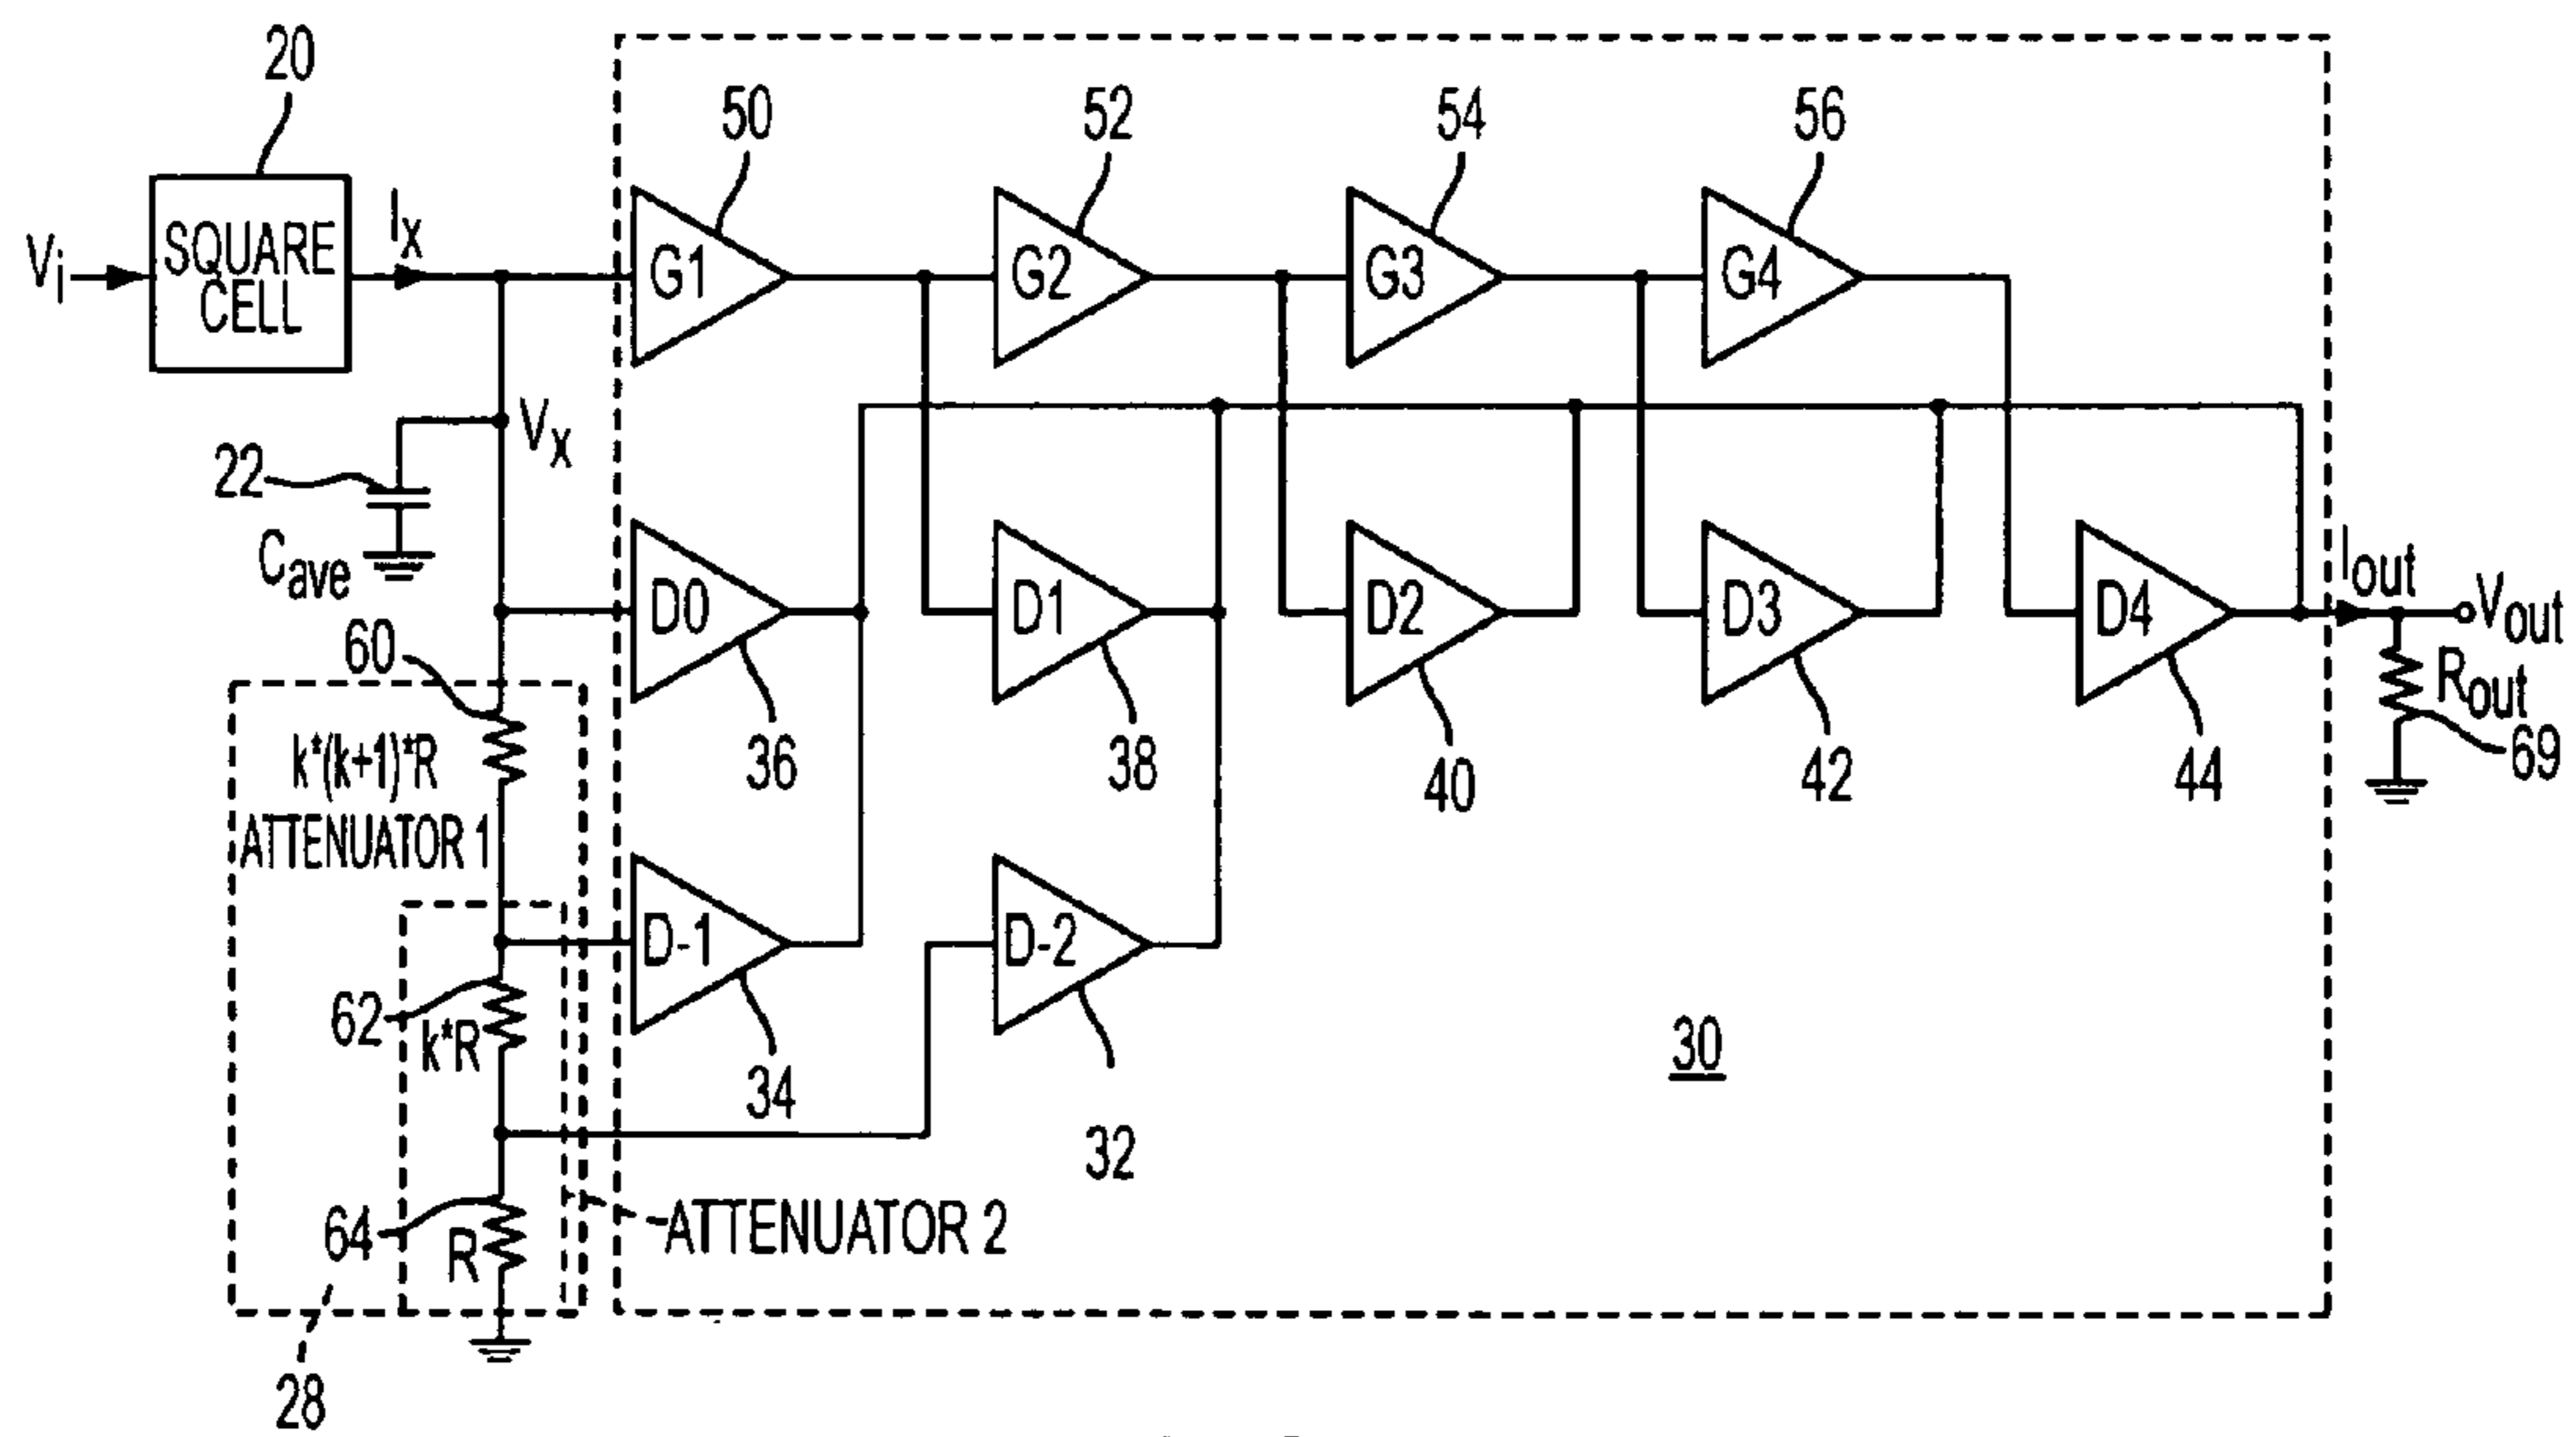 20
50
52
54
56
Vi
SQUARE
CELL
Ix
G1
G2
G3
G4
Vx
22
Cave
D0
D1
D2
D3
D4
Iout
Vout
Rout
69
60
36
38
40
42
44
k*(k+1)*R
ATTENUATOR 1
D-1
D-2
62
k*R
34
32
30
64
R
ATTENUATOR 2
28